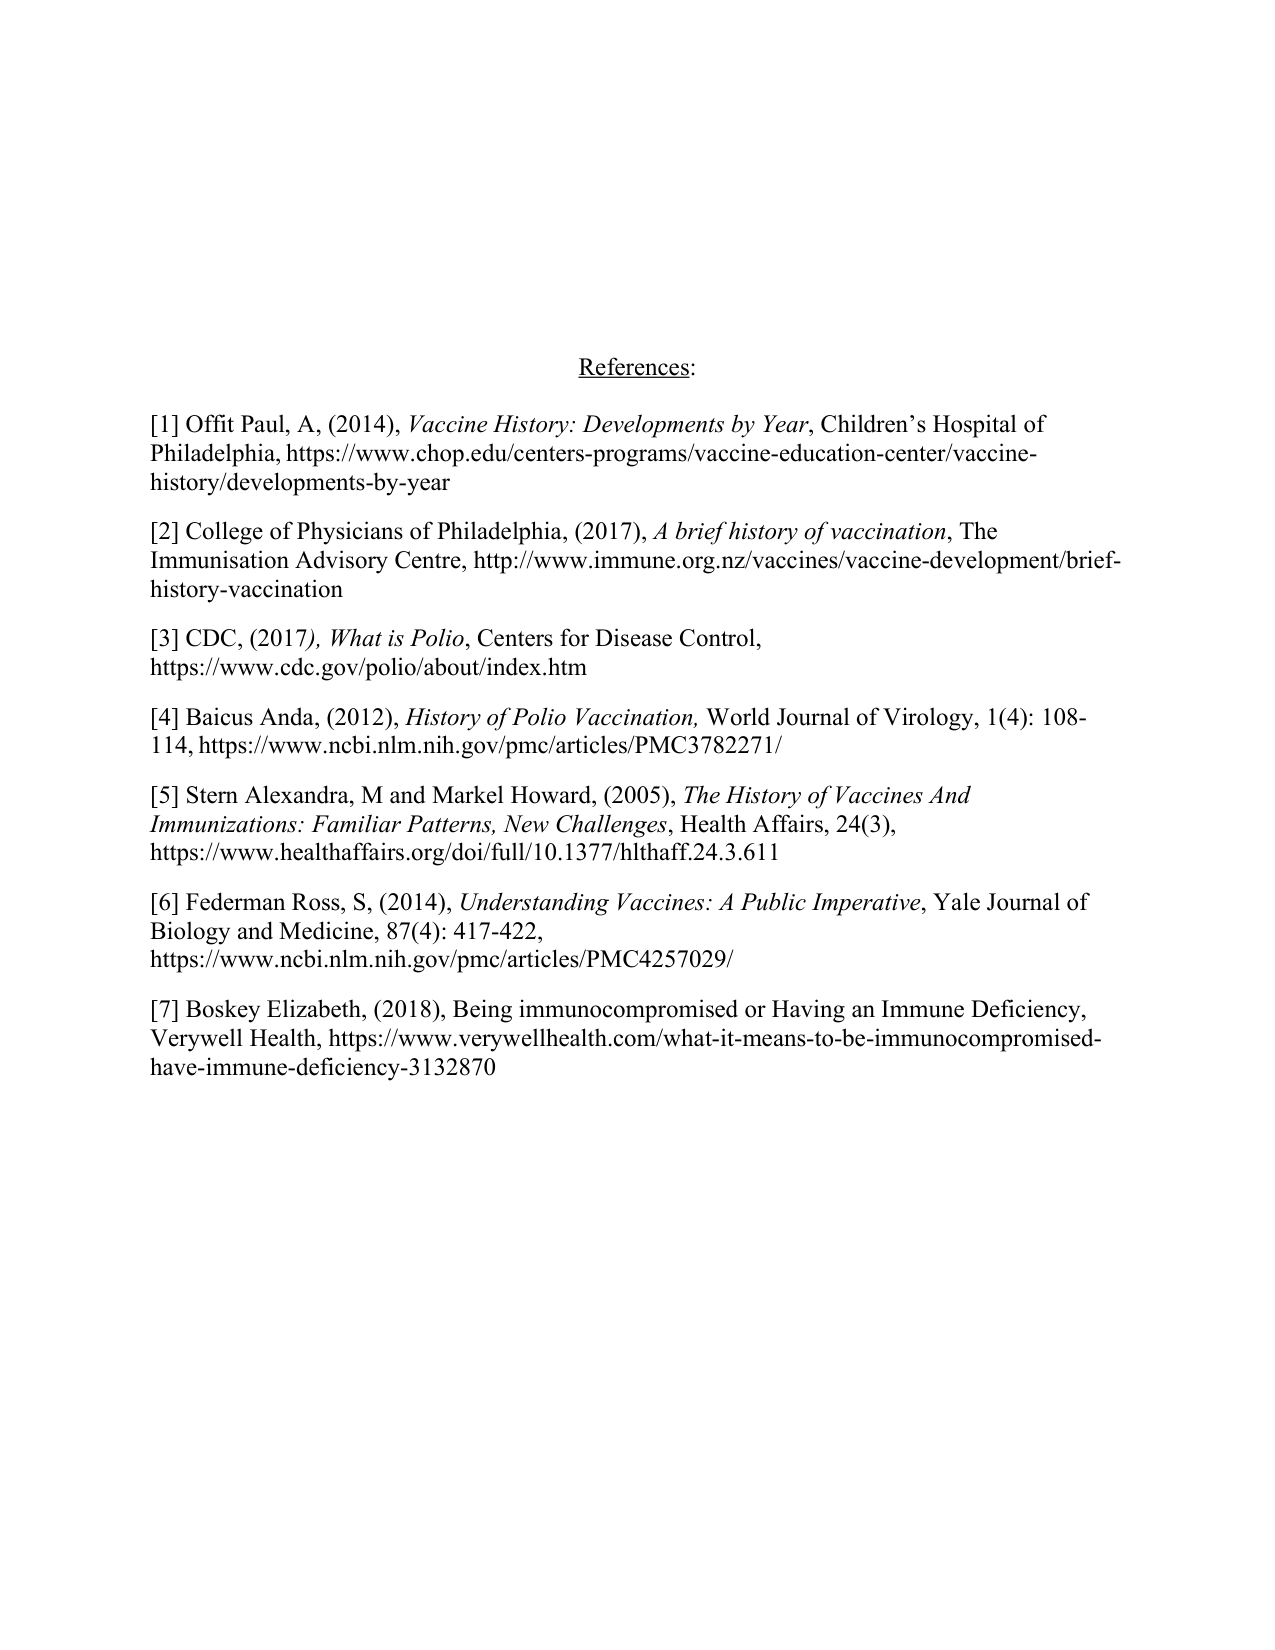 References:
[1] Offit Paul, A, (2014), Vaccine History: Developments by Year, Children’s Hospital of
Philadelphia, https://www.chop.edu/centers-programs/vaccine-education-center/vaccine-
history/developments-by-year
[2] College of Physicians of Philadelphia, (2017), A brief history of vaccination, The
Immunisation Advisory Centre, http://www.immune.org.nz/vaccines/vaccine-development/brief-
history-vaccination
[3] CDC, (2017), What is Polio, Centers for Disease Control,
https://www.cdc.gov/polio/about/index.htm
[4] Baicus Anda, (2012), History of Polio Vaccination, World Journal of Virology, 1(4): 108-
114, https://www.ncbi.nlm.nih.gov/pmc/articles/PMC3782271/
[5] Stern Alexandra, M and Markel Howard, (2005), The History of Vaccines And
Immunizations: Familiar Patterns, New Challenges, Health Affairs, 24(3),
https://www.healthaffairs.org/doi/full/10.1377/hlthaff.24.3.611
[6] Federman Ross, S, (2014), Understanding Vaccines: A Public Imperative, Yale Journal of
Biology and Medicine, 87(4): 417-422,
https://www.ncbi.nlm.nih.gov/pmc/articles/PMC4257029/
[7] Boskey Elizabeth, (2018), Being immunocompromised or Having an Immune Deficiency,
Verywell Health, https://www.verywellhealth.com/what-it-means-to-be-immunocompromised-
have-immune-deficiency-3132870